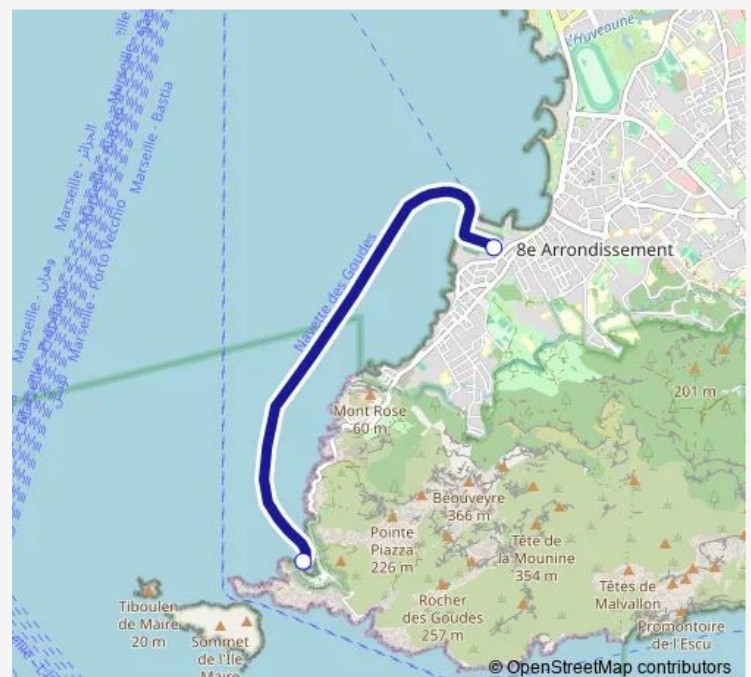 l'Huveaune
Marseille - Bastia
Marseille - الجزائر
Marseille - Porto Vecchio
Marseille - وهران
Navette des Goudes
8e Arrondissement
201 m
Mont Rose
60 m
Béouveyre
366 m
Pointe
Piazza
226 m
Tête de
la Mounine
354 m
Rocher
des Goudes
257 m
Têtes de
Malvallon
Promontoire
de l'Escu
Tiboulen
de Maïre
20 m
Sommet
de l'Île
Maïre
© OpenStreetMap contributors